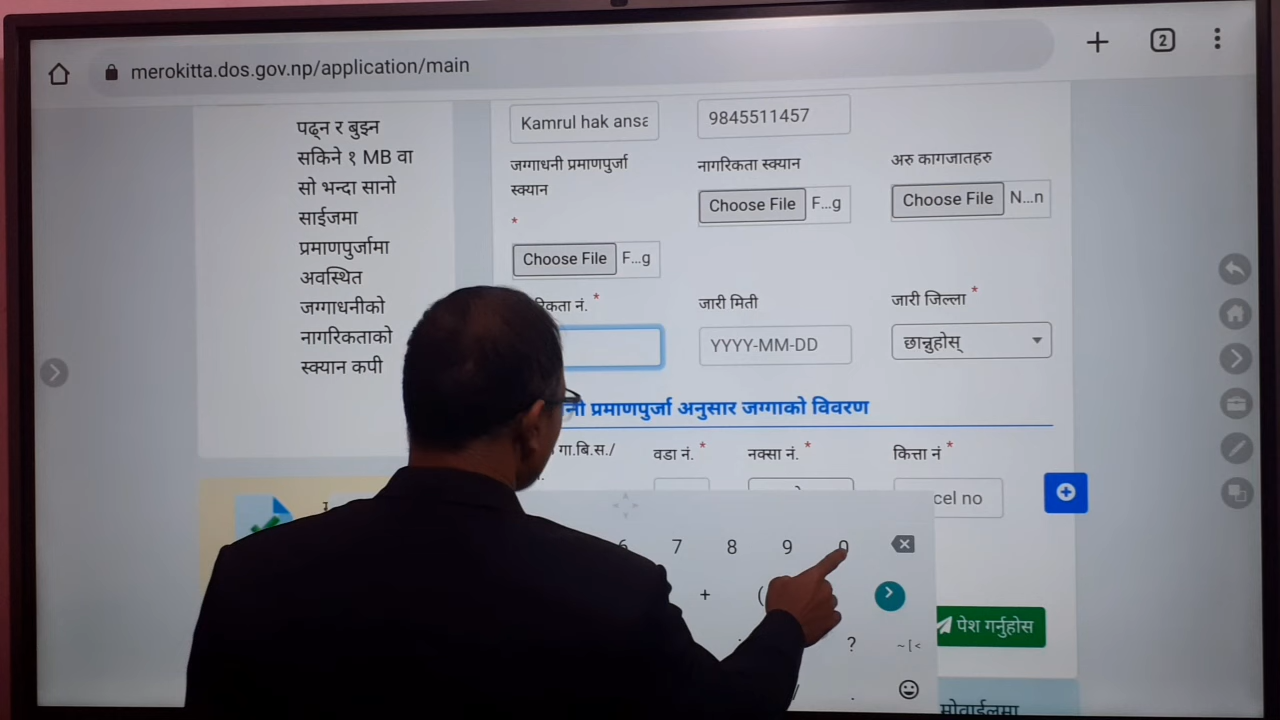 2
merokitta.dos.gov.np/application/main
पढ्न र बुझ्न
सकिने १ MB वा
सो भन्दा सानो
साईजमा
प्रमाणपुर्जामा
अवस्थित
जग्गाधनीको
नागरिकताको
स्क्यान कपी
Kamrul hak ansa
9845511457
जग्गाधनी प्रमाणपुर्जा
स्क्यान
*
नागरिकता स्क्यान
अरु कागजातहरु
Choose File F...g
Choose File N...n
Choose File F...g
नं. *
जारी मिती
जारी जिल्ला *
YYYY-MM-DD
छान्नुहोस्
प्रमाणपुर्जा अनुसार जग्गाको विवरण
गा.बि.स./
वडा नं. *
नक्सा नं. *
कित्ता नं *
cel no
6 7 8 9 0
+ (
?
~ [ <
पेश गर्नुहोस
मोवाईलमा